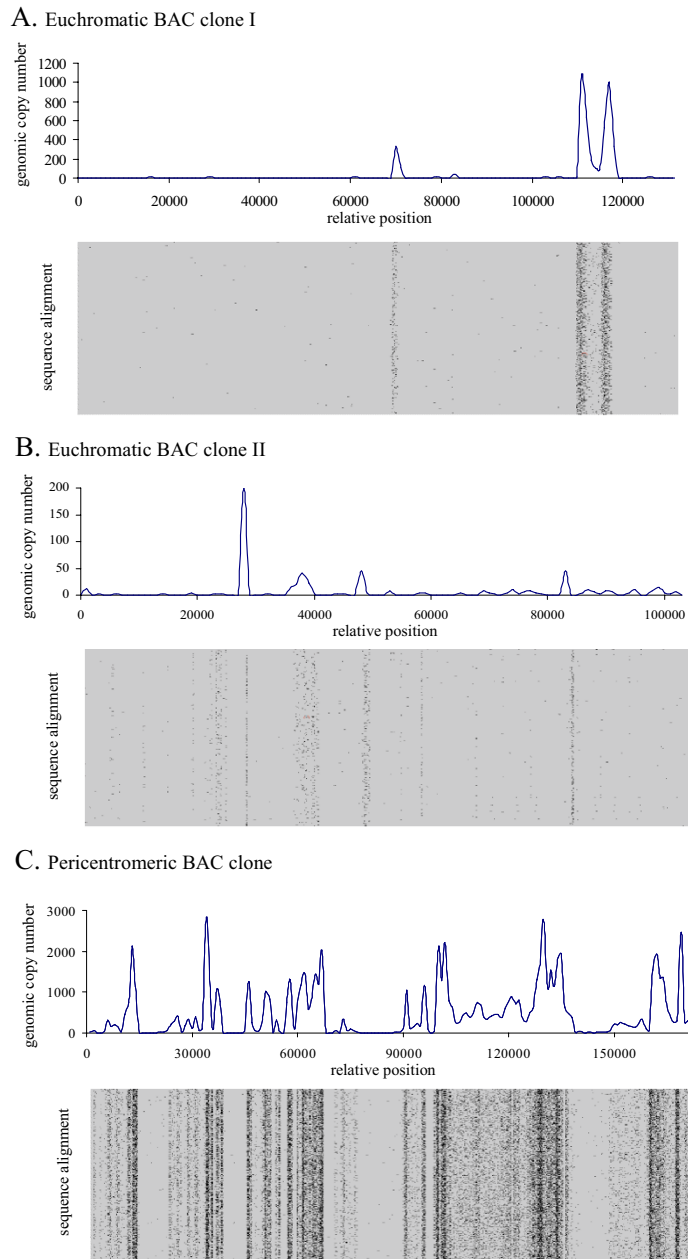 A. Euchromatic BAC clone I
genomic copy number
1200
1000
800
600
400
200
0
0 20000 40000 60000 80000 100000 120000
relative position
sequence alignment
B. Euchromatic BAC clone II
genomic copy number
200
150
100
50
0
0 20000 40000 60000 80000 100000
relative position
sequence alignment
C. Pericentromeric BAC clone
genomic copy number
3000
2000
1000
0
0 30000 60000 90000 120000 150000
relative position
sequence alignment